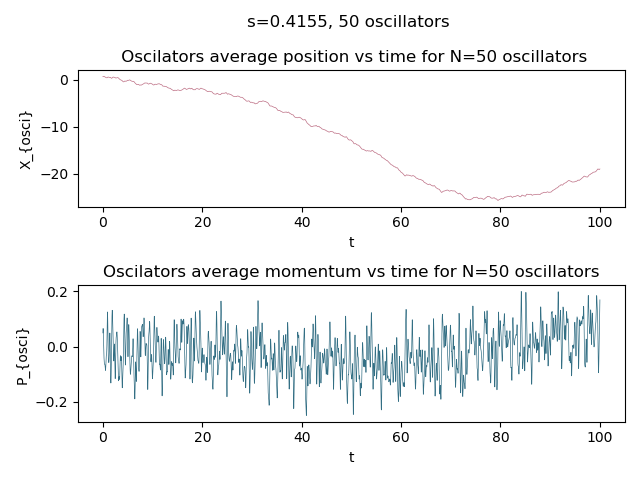 s=0.4155, 50 oscillators
Oscilators average position vs time for N=50 oscillators
0
−10
−20
X_{osci}
0 20 40 60 80 100
t
Oscilators average momentum vs time for N=50 oscillators
0.2
0.0
−0.2
P_{osci}
0 20 40 60 80 100
t